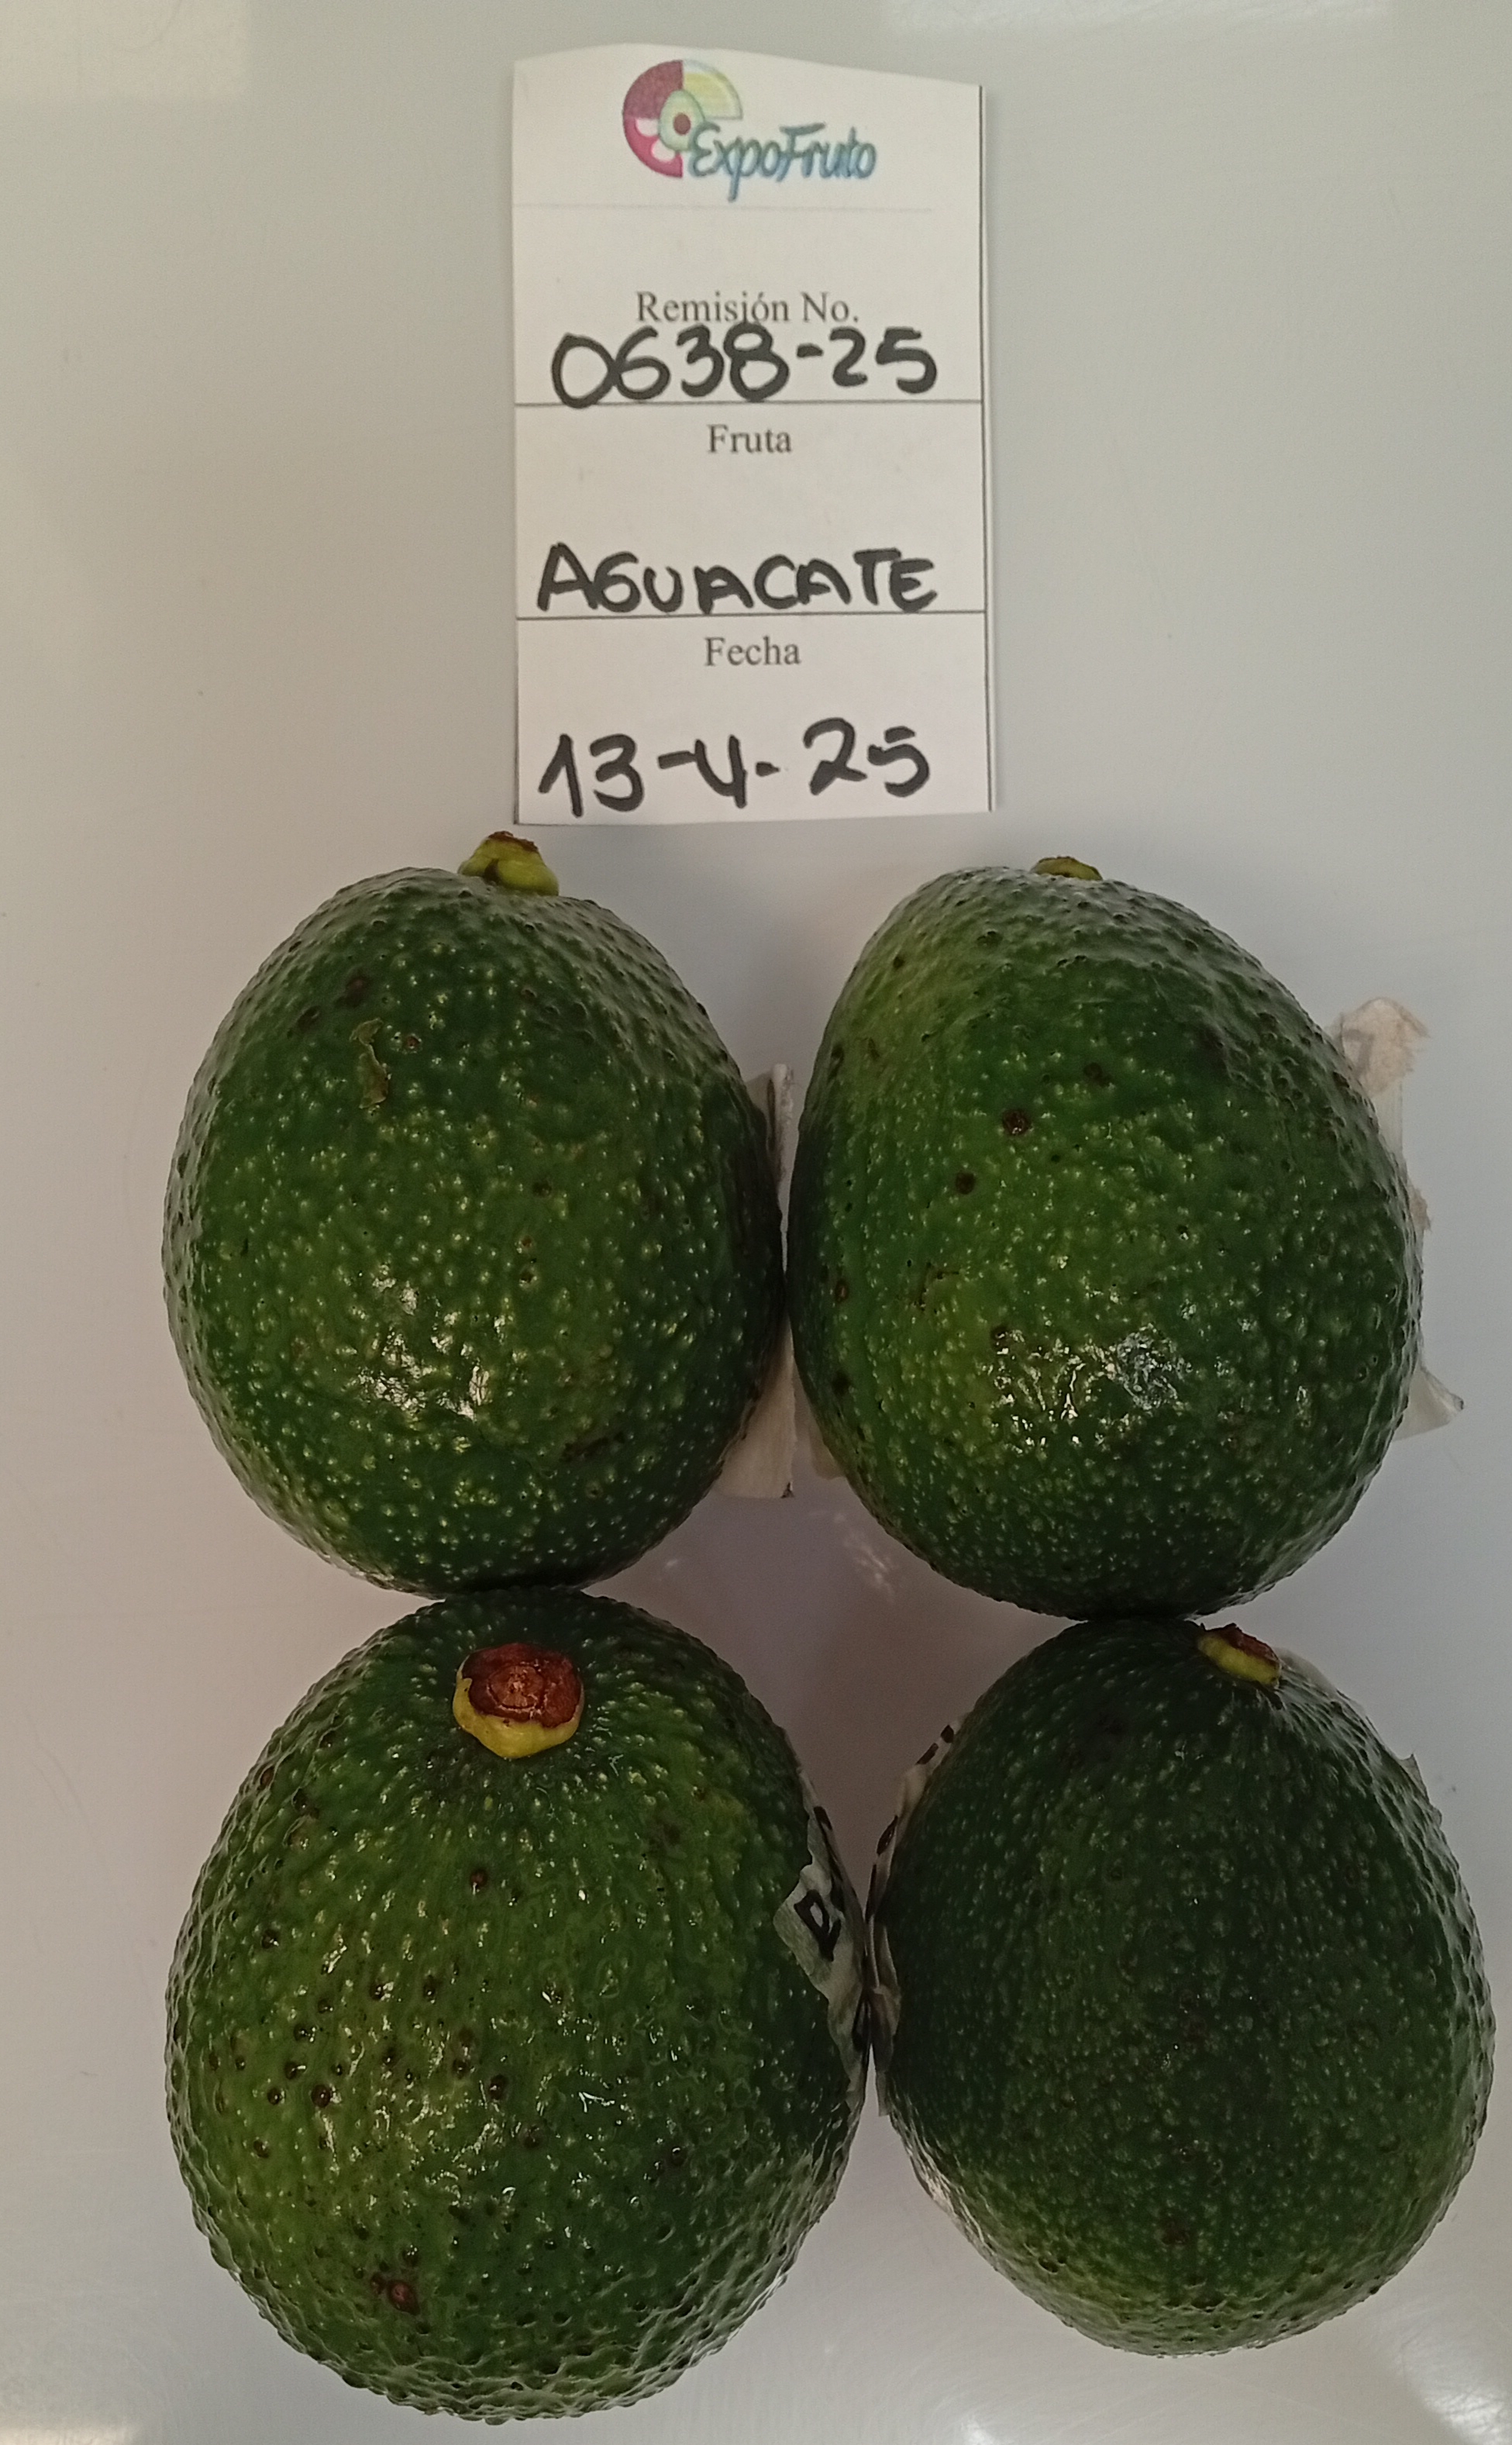 ExpoFruto
Remisión No.
0638-25
Fruta
AGUACATE
Fecha
13-4-25